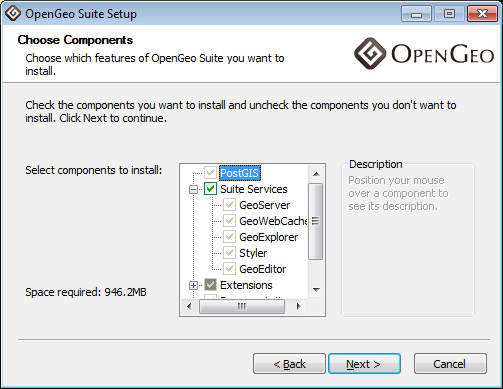 OpenGeo Suite Setup
Choose Components
Choose which features of OpenGeo Suite you want to
install.
OPENGEO
Check the components you want to install and uncheck the components you don't want to
install. Click Next to continue.
Select components to install:
PostGIS
Suite Services
GeoServer
GeoWebCache
GeoExplorer
Styler
GeoEditor
Extensions
Description
Position your mouse
over a component to
see its description.
Space required: 946.2MB
< Back
Next >
Cancel